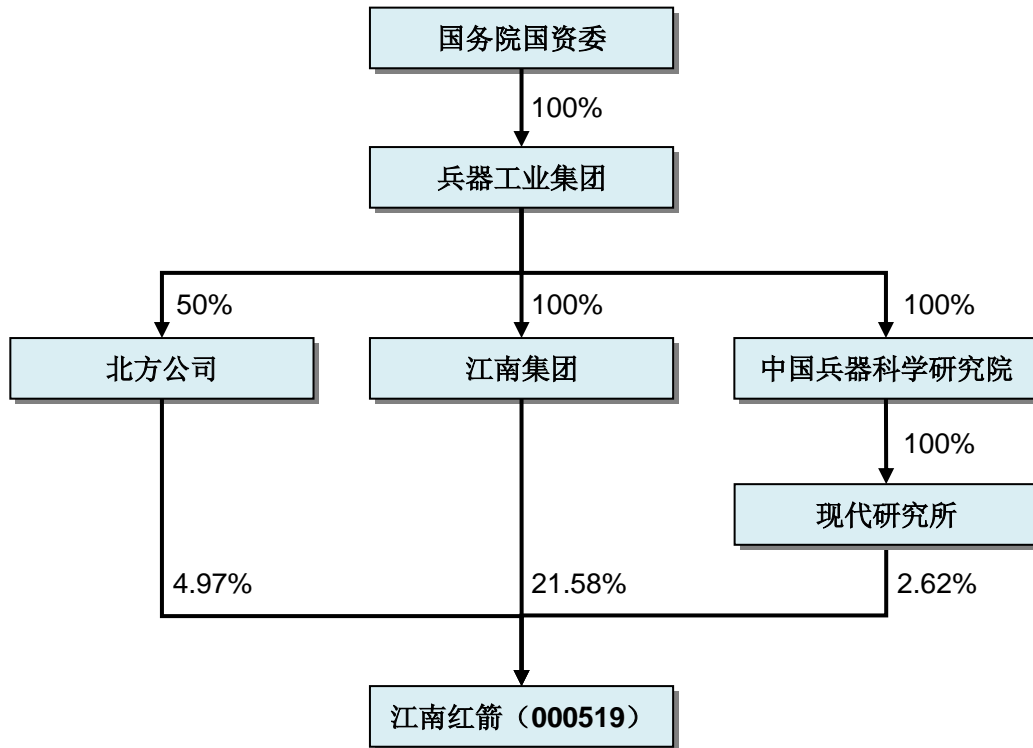 国务院国资委
100%
兵器工业集团
50%
100%
100%
北方公司
江南集团
中国兵器科学研究院
100%
现代研究所
4.97%
21.58%
2.62%
江南红箭（000519）